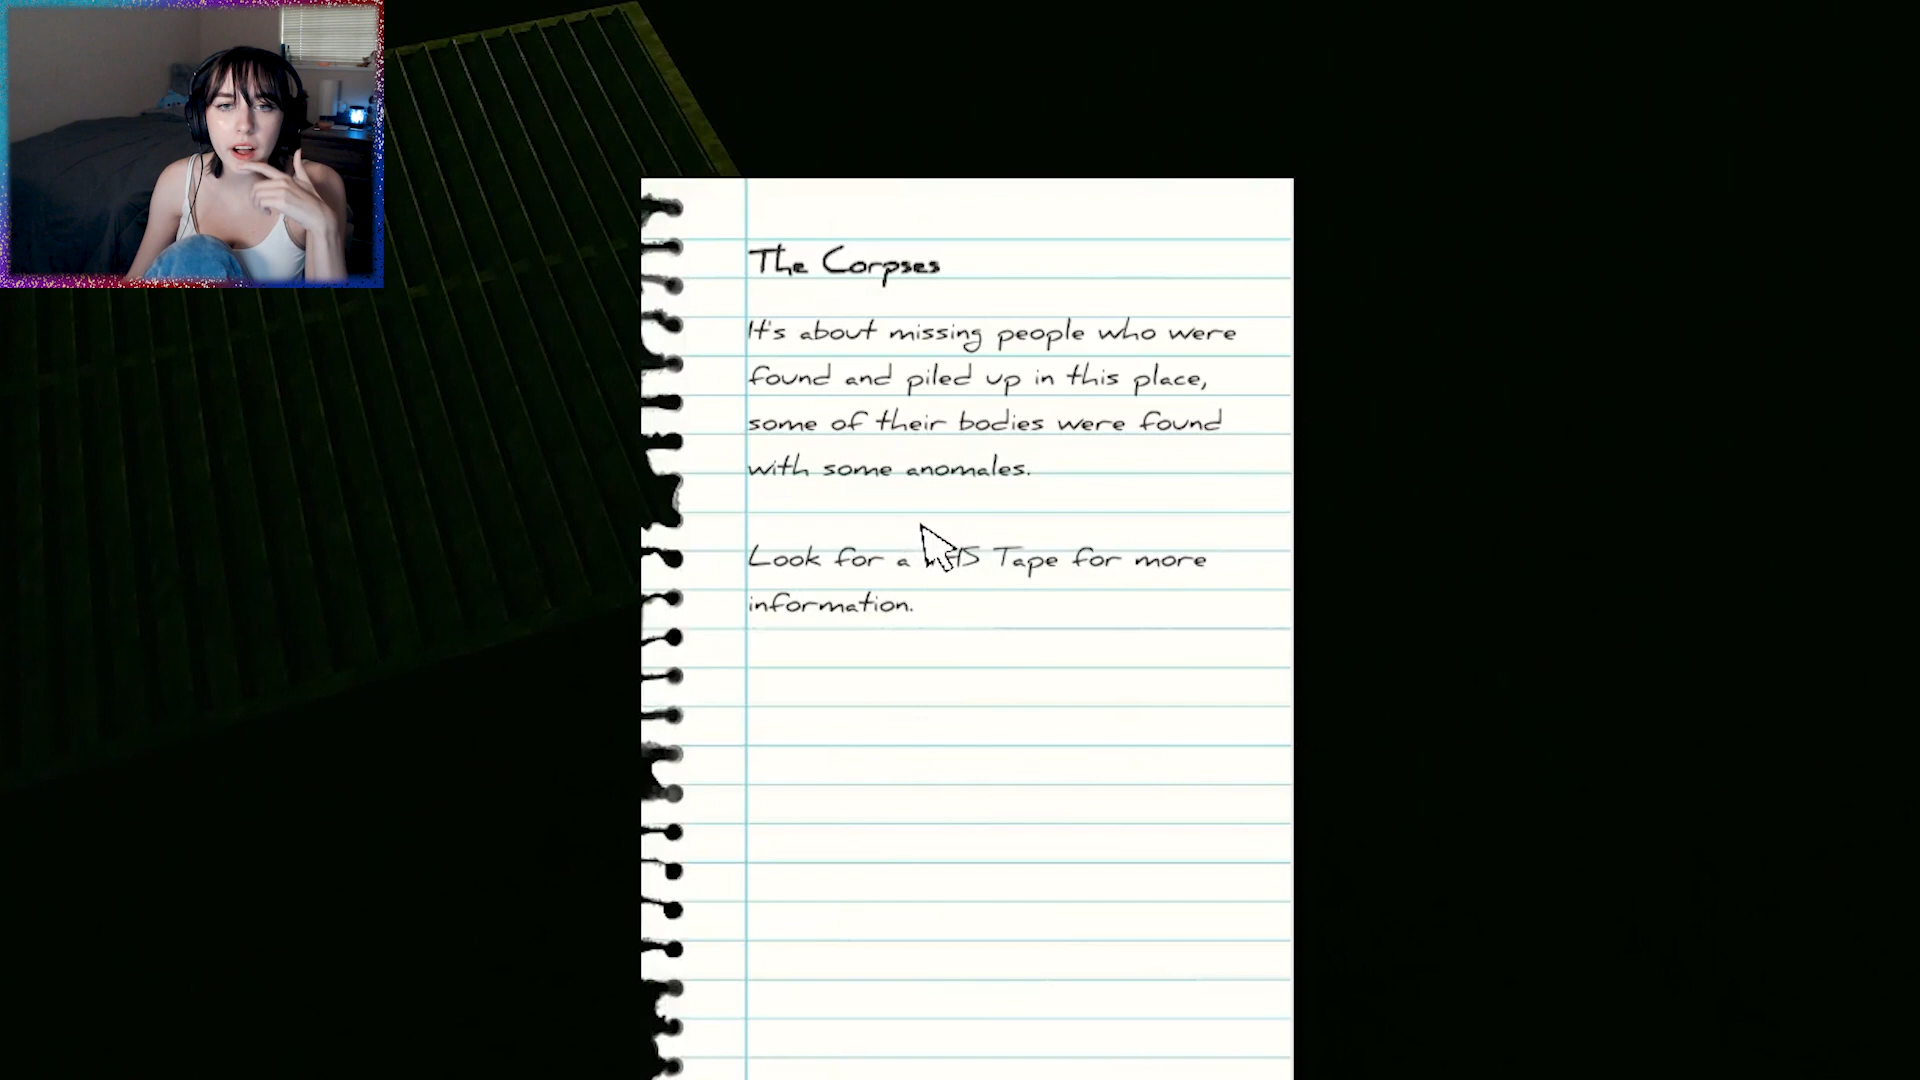 The Corpses
It's about missing people who were
found and piled up in this place,
some of their bodies were found
with some anomales.
Look for a VHS Tape for more
information.